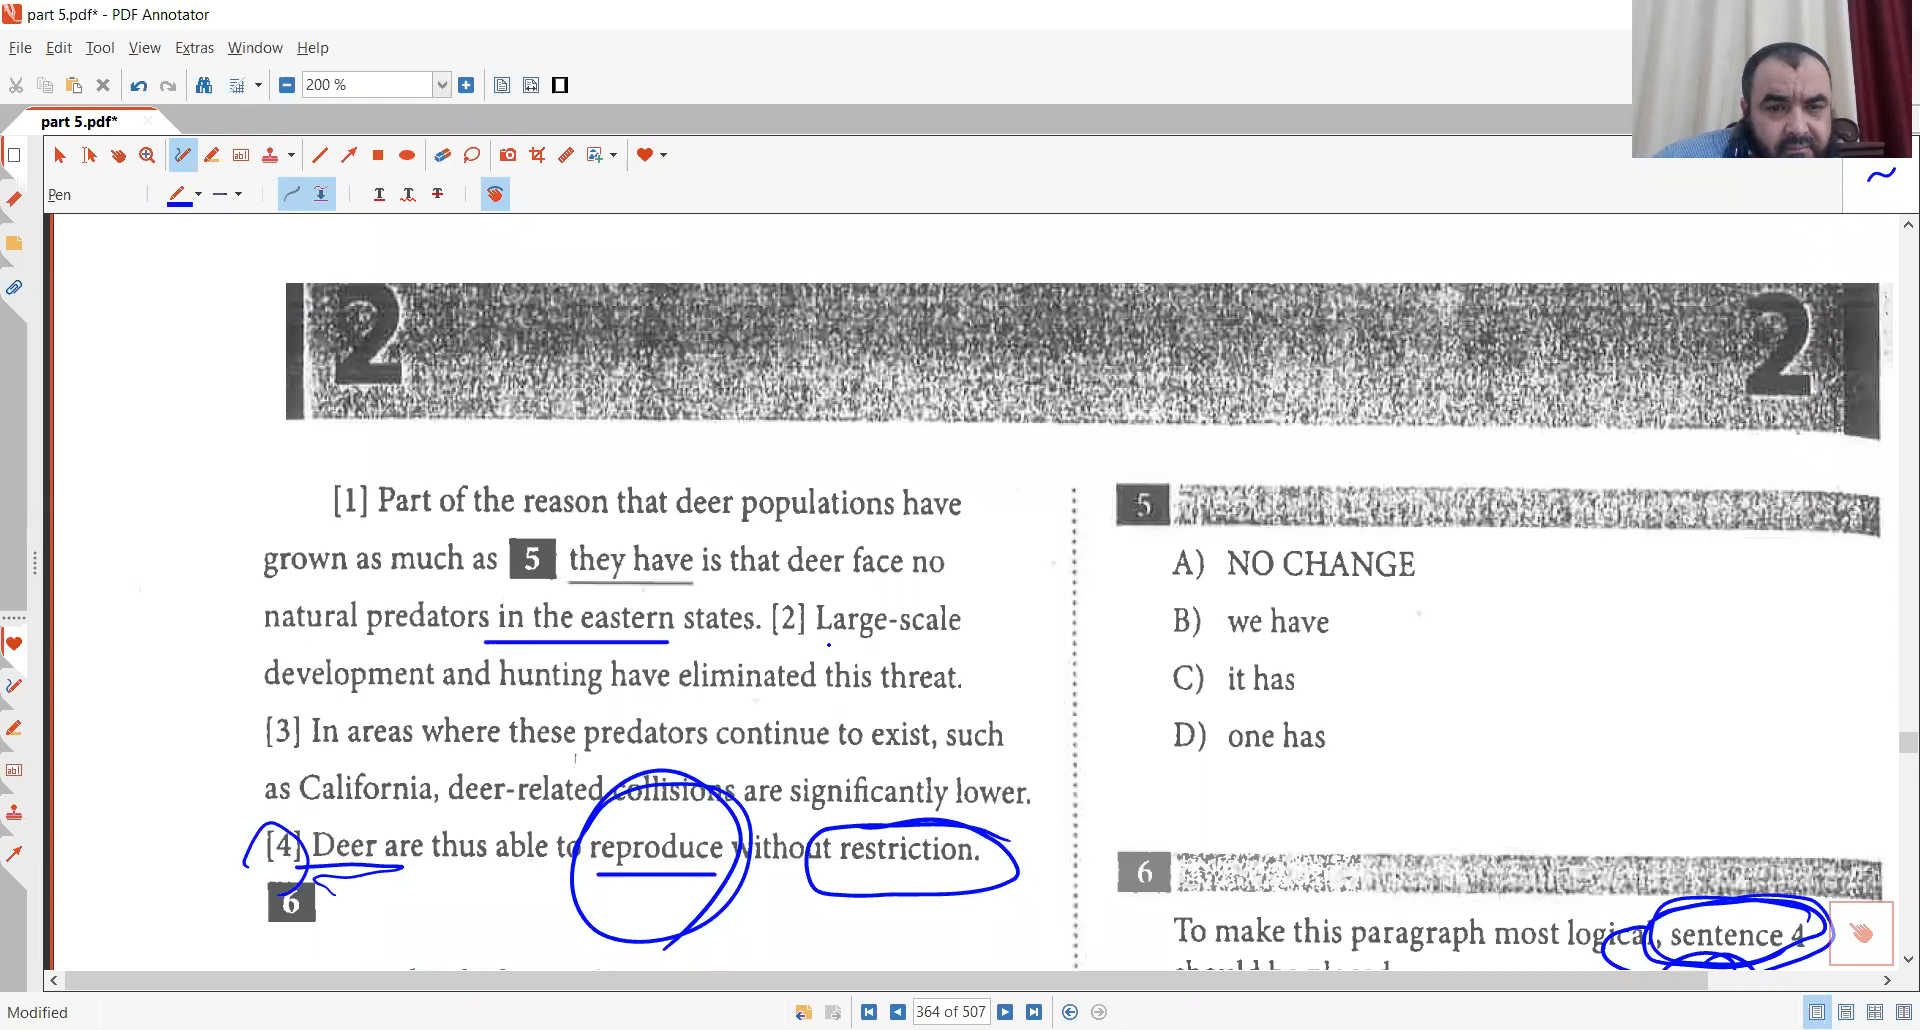 part 5.pdf* - PDF Annotator
File Edit Tool View Extras Window Help
200 %
part 5.pdf*
Pen
2 2
[1] Part of the reason that deer populations have
grown as much as 5 they have is that deer face no
natural predators in the eastern states. [2] Large-scale
development and hunting have eliminated this threat.
[3] In areas where these predators continue to exist, such
as California, deer-related collisions are significantly lower.
[4] Deer are thus able to reproduce without restriction.
6
5
A) NO CHANGE
B) we have
C) it has
D) one has
6
To make this paragraph most logical, sentence 4
should be placed
Modified
364 of 507